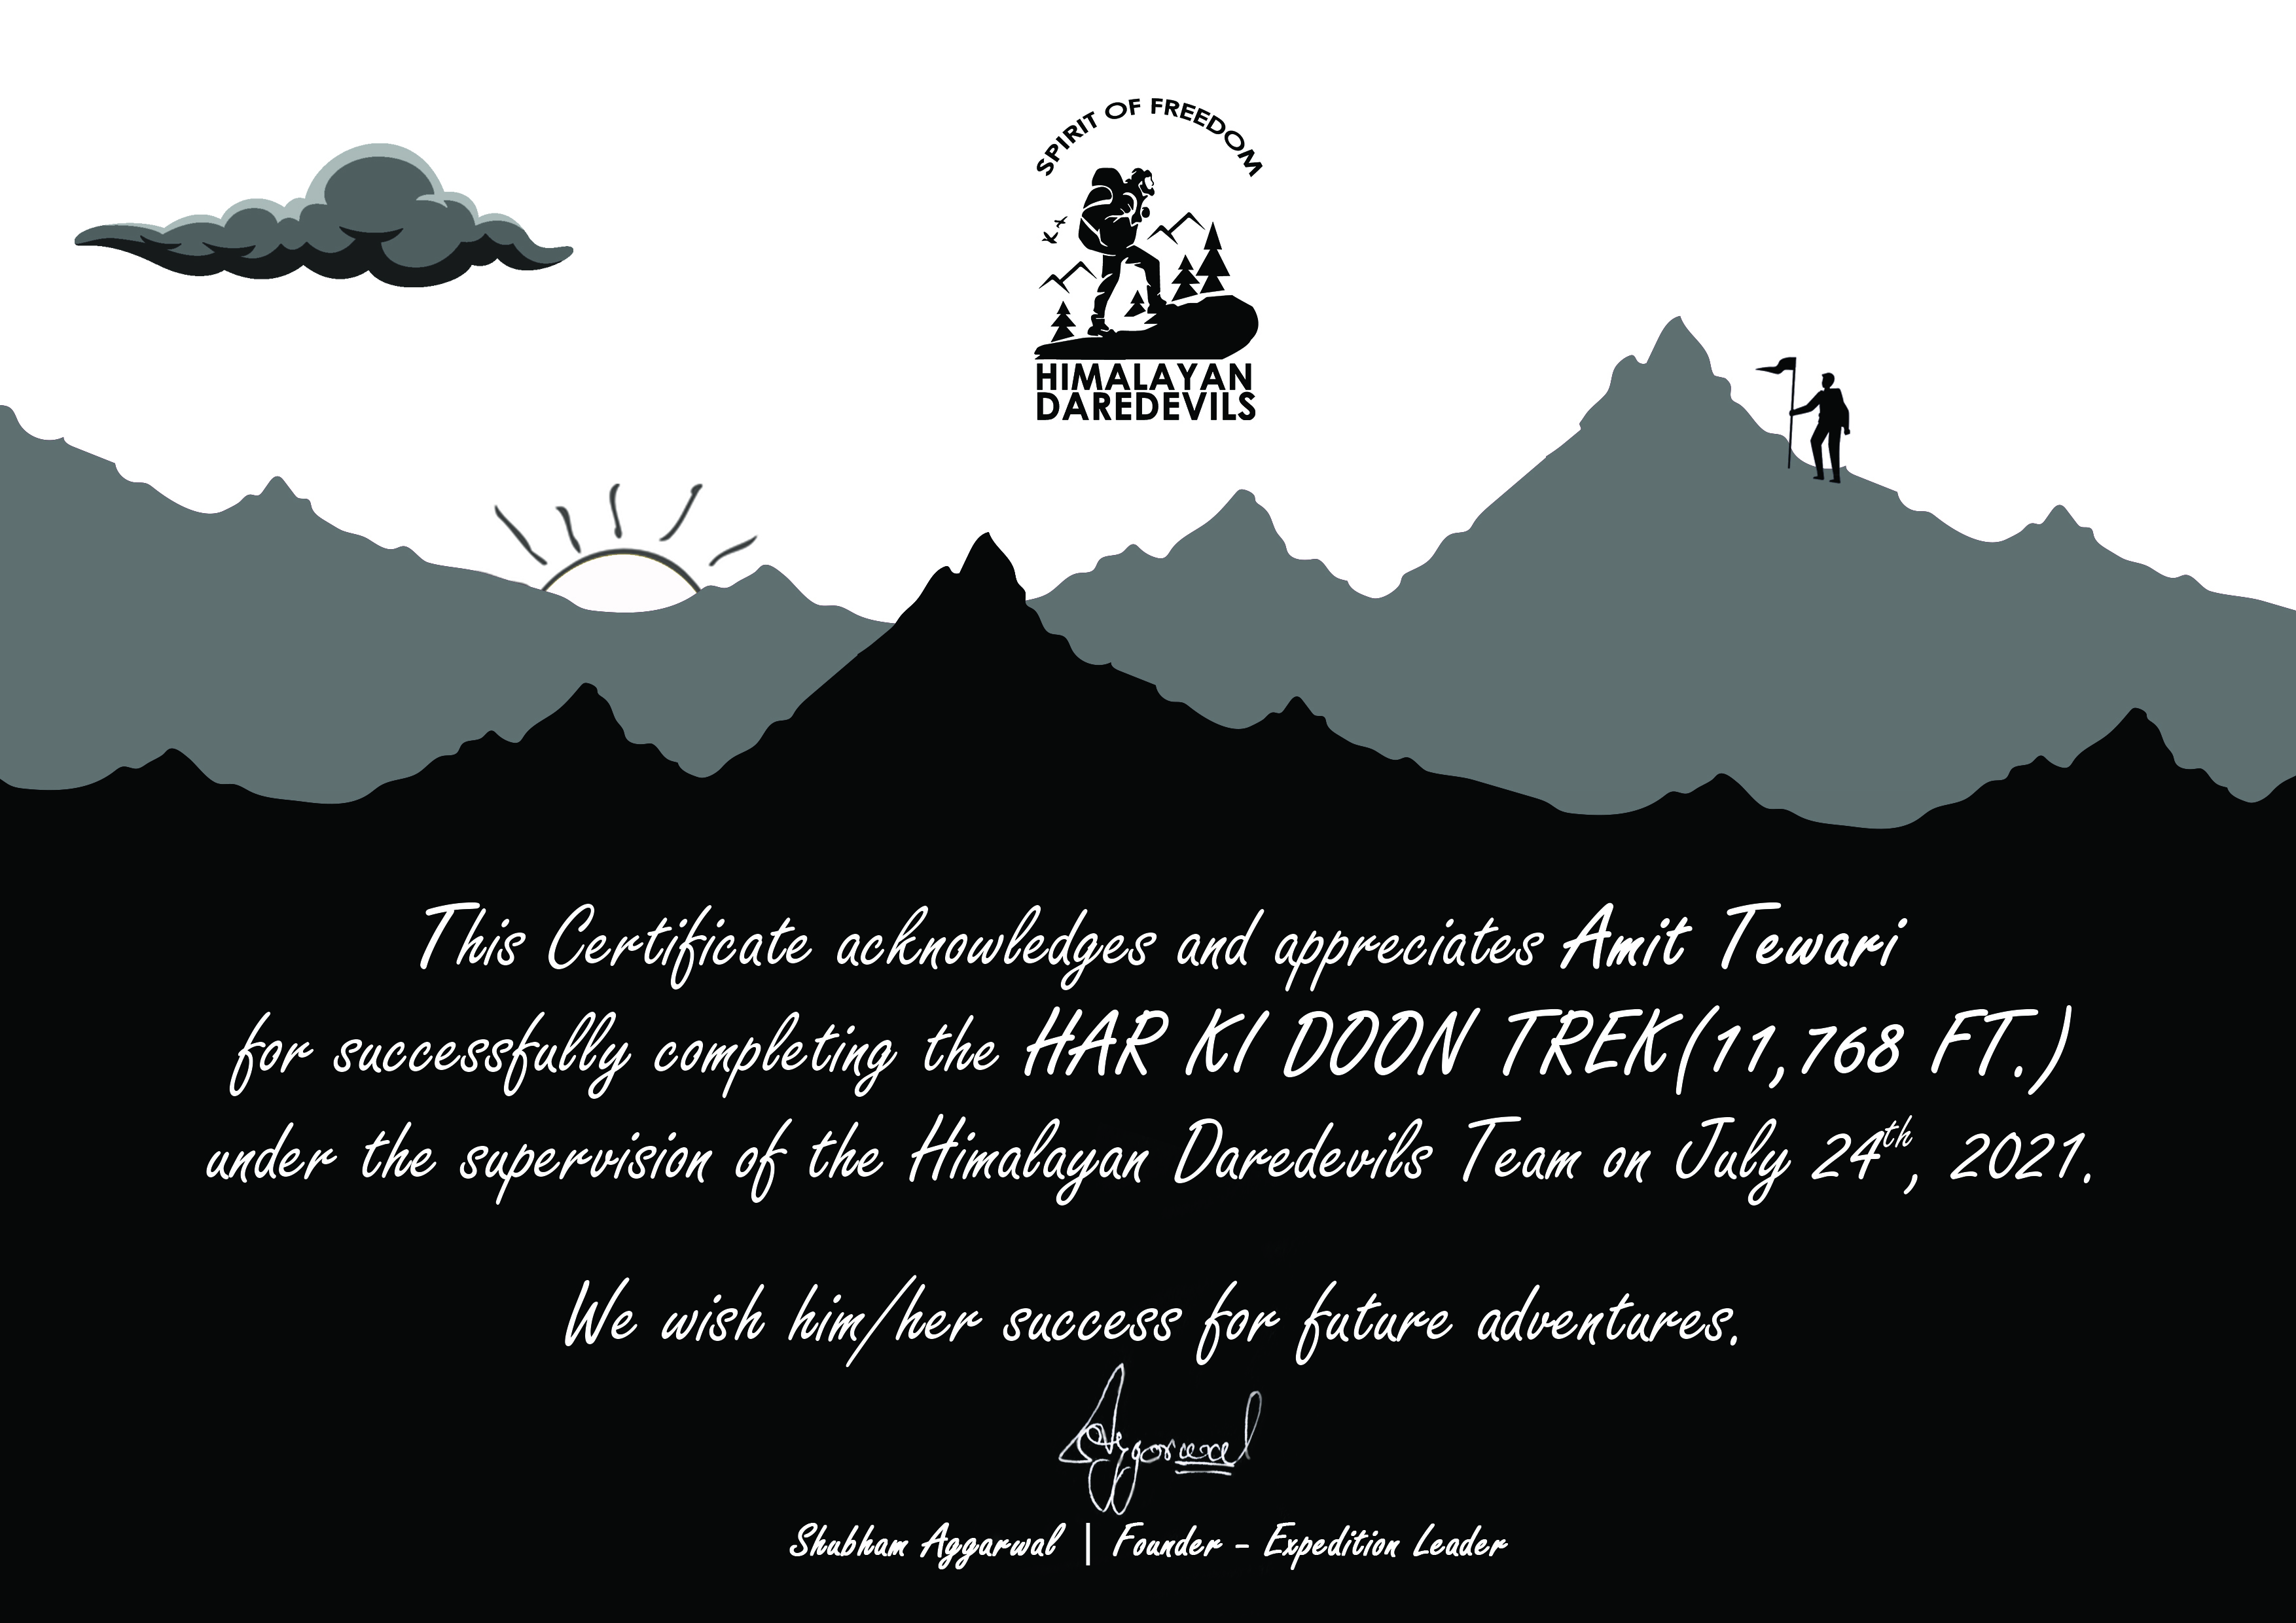 SPIRIT OF FREEDOM
HIMALAYAN
DAREDEVILS
This Certificate acknowledges and appreciates Amit Tewari
for successfully completing the HAR KI DOON TREK(11,768 FT.)
under the supervision of the Himalayan Daredevils Team on July 24th, 2021.
We wish him/her success for future adventures.
SAggarwal
Shubham Aggarwal | Founder - Expedition Leader